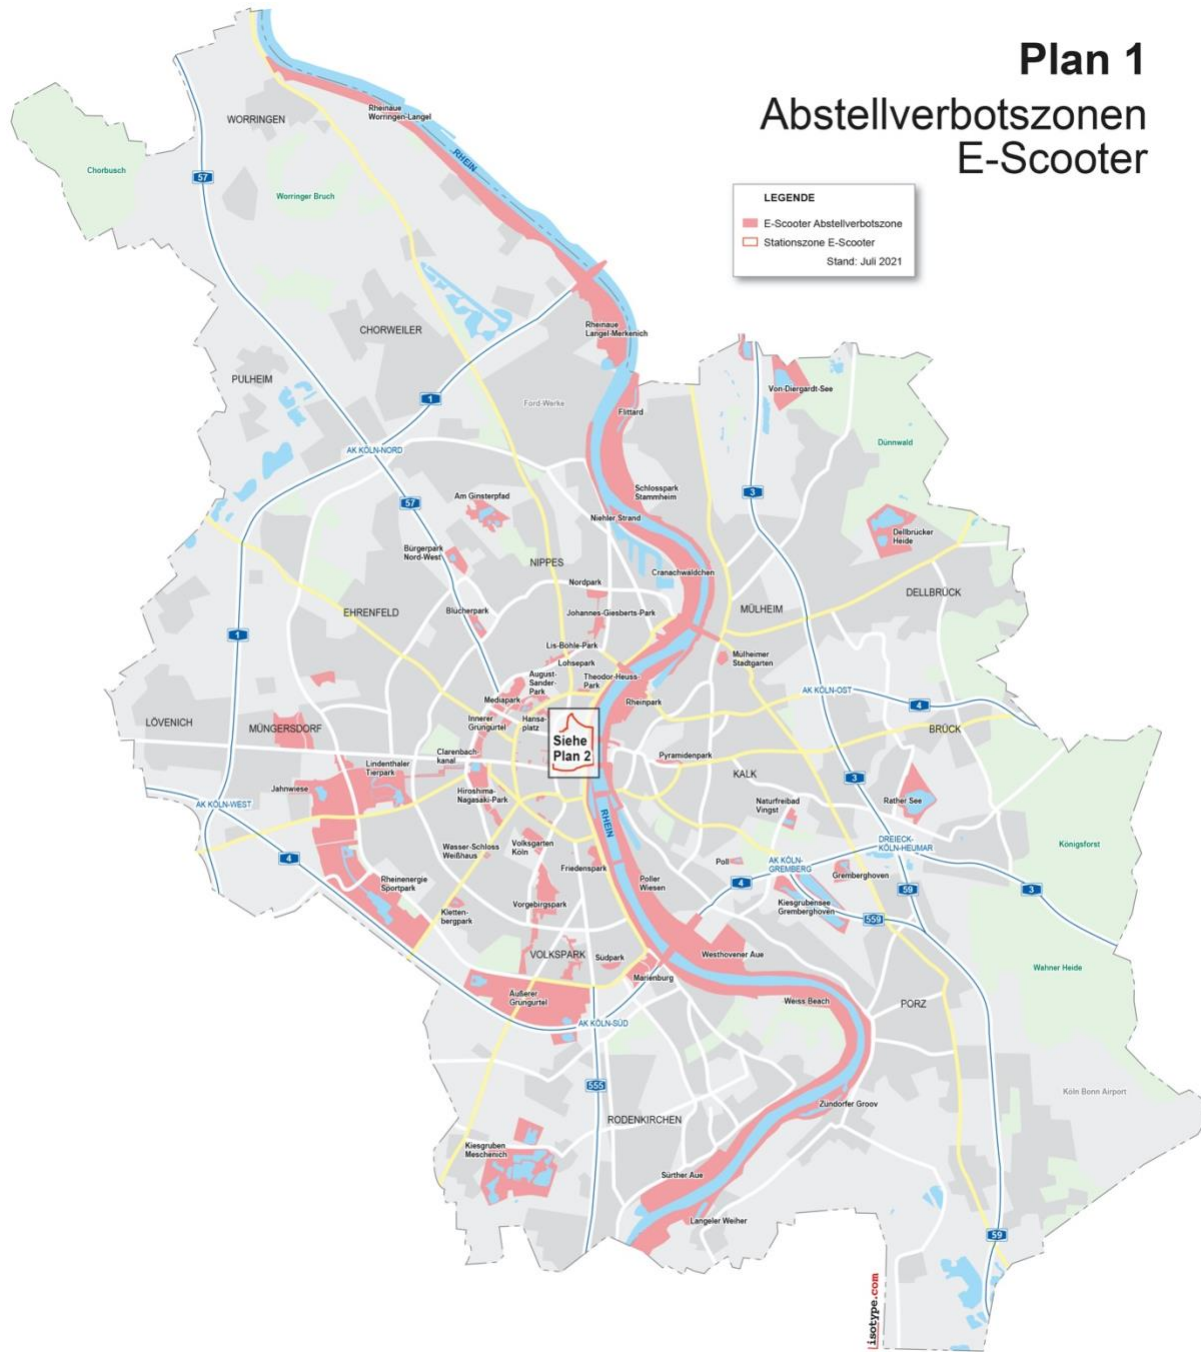 Plan 1
Abstellverbotszonen
E-Scooter
LEGENDE
E-Scooter Abstellverbotszone
Stationszone E-Scooter
Stand: Juli 2021
Rheinaue
Worringen-Langel
WORRINGEN
RHEIN
Chorbusch
57
Worringer Bruch
Rheinaue
Langel-Merkenich
CHORWEILER
PULHEIM
Von-Diergardt-See
1
Ford-Werke
Flittard
Dünnwald
AK KÖLN-NORD
Schlosspark
Stammheim
3
Am Ginsterpfad
57
Niehler Strand
Dellbrücker
Heide
Bürgerpark
Nord-West
NIPPES
Cranachwäldchen
Nordpark
DELLBRÜCK
EHRENFELD
Blücherpark
Johannes-Giesberts-Park
MÜLHEIM
1
Lis-Böhle-Park
Lohsepark
Mülheimer
Stadtgarten
August-
Sander-
Park
Theodor-Heuss-
Park
AK KÖLN-OST
Mediapark
Rheinpark
4
LÖVENICH
MÜNGERSDORF
Innerer
Grüngürtel
Hansa-
platz
BRÜCK
Siehe
Plan 2
Clarenbach-
kanal
Pyramidenpark
Lindenthaler
Tierpark
KALK
3
Jahnwiese
Hiroshima-
Nagasaki-Park
Naturfreibad
Vingst
Rather See
AK KÖLN-WEST
RHEIN
Wasser-Schloss
Weißhaus
Volksgarten
Köln
DREIECK-
KÖLN-HEUMAR
Königsforst
4
Friedenspark
Poll
AK KÖLN-
GREMBERG
Rheinenergie
Sportpark
Poller
Wiesen
4
Gremberghoven
59
3
Kletten-
bergpark
Vorgebirgspark
Kiesgrubensee
Gremberghoven
559
VOLKSPARK
Südpark
Westhovener Aue
Marienburg
Wahner Heide
Äußerer
Grüngürtel
Weiss Beach
PORZ
AK KÖLN-SÜD
555
Köln Bonn Airport
Zündorfer Groov
RODENKIRCHEN
Kiesgruben
Meschenich
Sürther Aue
Langeler Weiher
59
isotype.com